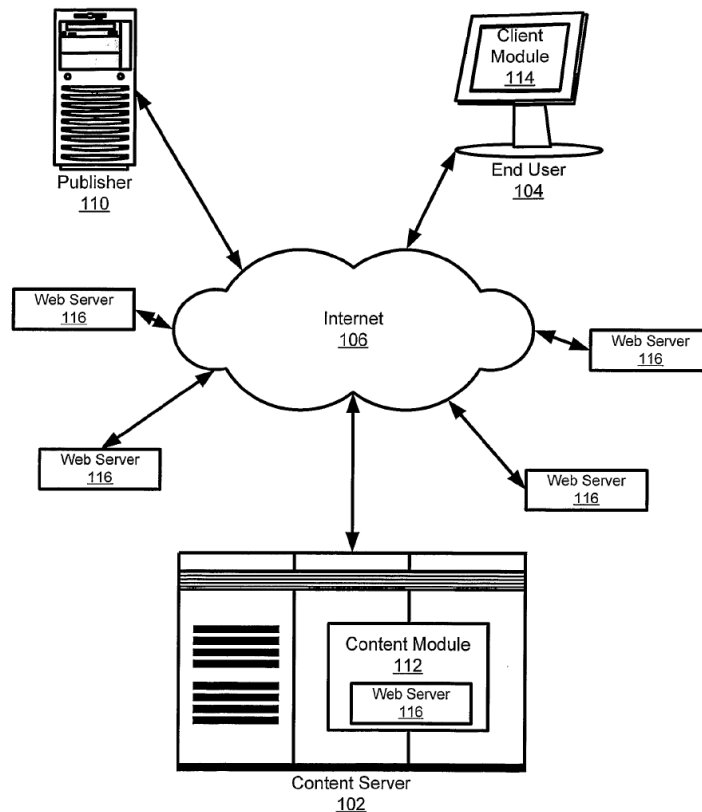 Client
Module
114
Publisher
110
End User
104
Web Server
116
Internet
106
Web Server
116
Web Server
116
Web Server
116
Content Module
112
Web Server
116
Content Server
102